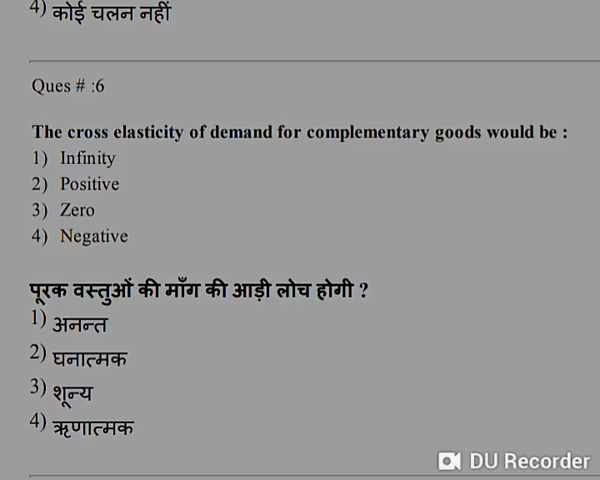 4) कोई चलन नहीं
Ques # :6
The cross elasticity of demand for complementary goods would be :
1) Infinity
2) Positive
3) Zero
4) Negative
पूरक वस्तुओं की माँग की आड़ी लोच होगी ?
1) अनन्त
2) घनात्मक
3) शून्य
4) ऋणात्मक
DU Recorder